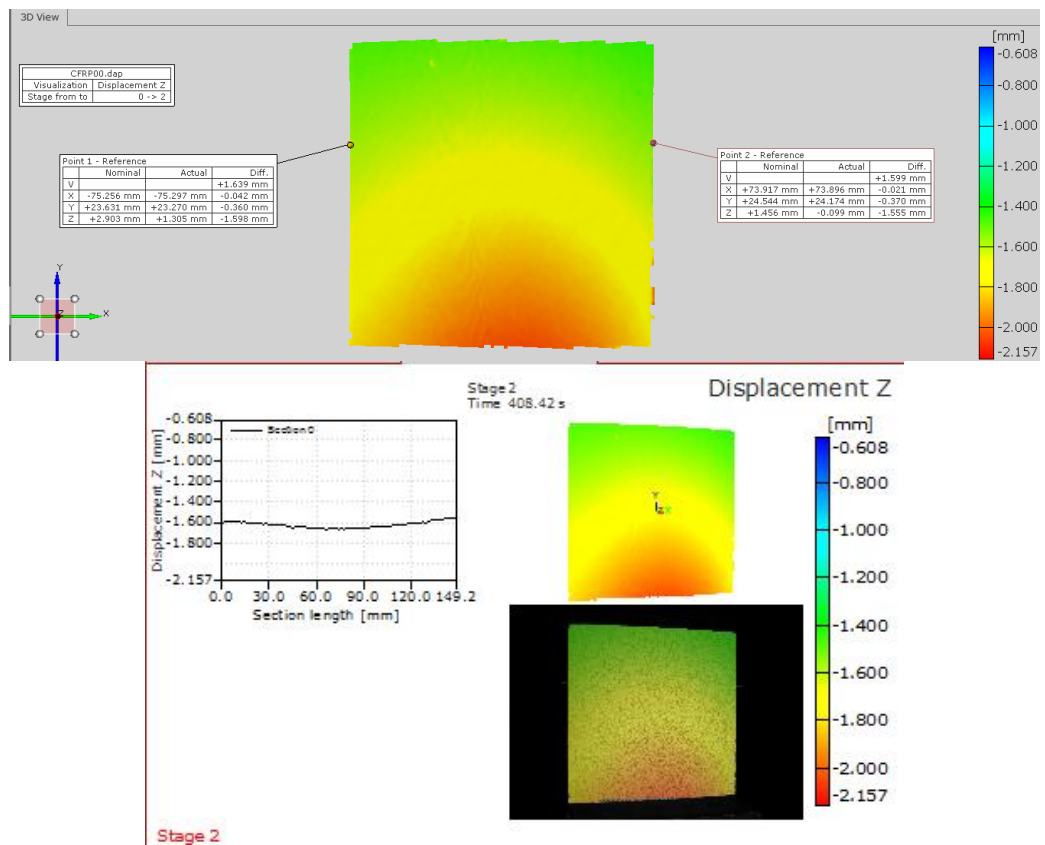 3D View
CFRP00.dap
Visualization Displacement Z
Stage from to 0 -> 2
[mm]
-0.608
-0.800
-1.000
-1.200
-1.400
-1.600
-1.800
-2.000
-2.157
Point 1 - Reference
Nominal Actual Diff.
V +1.639 mm
X -75.256 mm -75.297 mm -0.042 mm
Y +23.631 mm +23.270 mm -0.360 mm
Z +2.903 mm +1.305 mm -1.598 mm
Point 2 - Reference
Nominal Actual Diff.
V +1.599 mm
X +73.917 mm +73.896 mm -0.021 mm
Y +24.544 mm +24.174 mm -0.370 mm
Z +1.456 mm -0.099 mm -1.555 mm
Y
Z X
Stage 2
Time 408.42 s
Displacement Z
Displacement Z [mm]
-0.608
-0.800
-1.000
-1.200
-1.400
-1.600
-1.800
-2.157
Section 0
0.0 30.0 60.0 90.0 120.0 149.2
Section length [mm]
Y
Z X
[mm]
-0.608
-0.800
-1.000
-1.200
-1.400
-1.600
-1.800
-2.000
-2.157
Stage 2